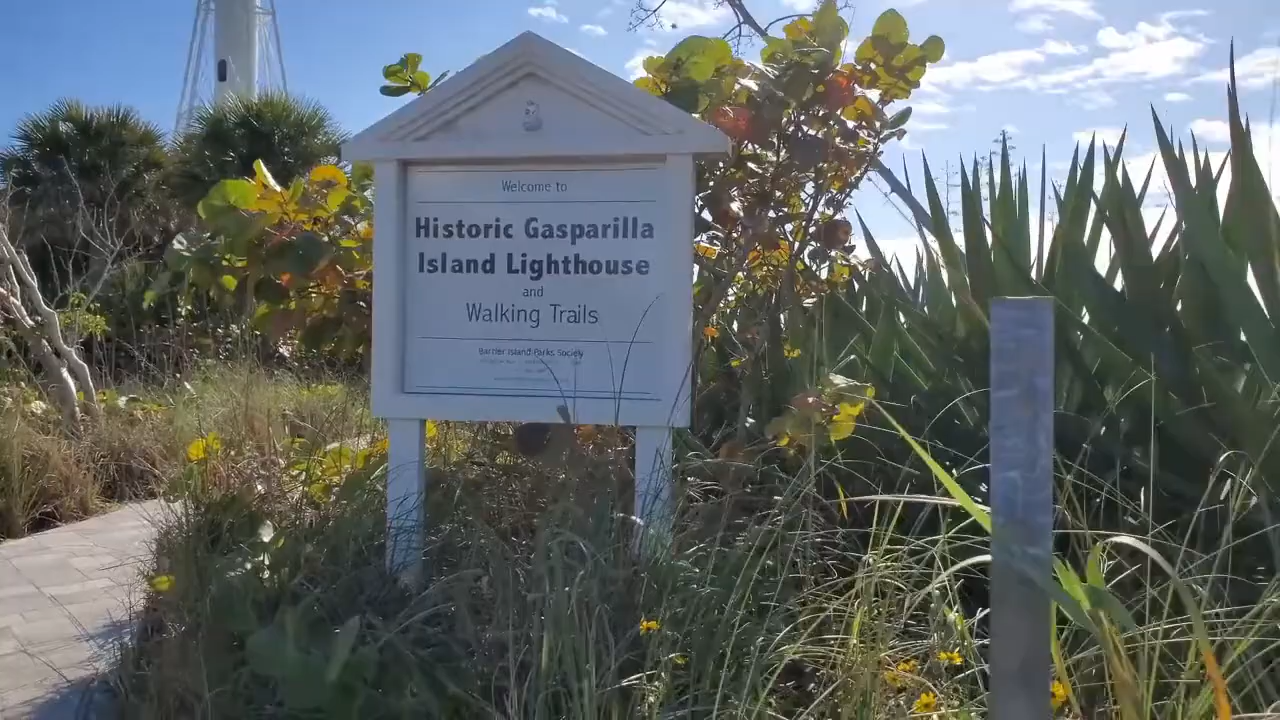 Welcome to
Historic Gasparilla
Island Lighthouse
and
Walking Trails
Barrier Island Parks Society